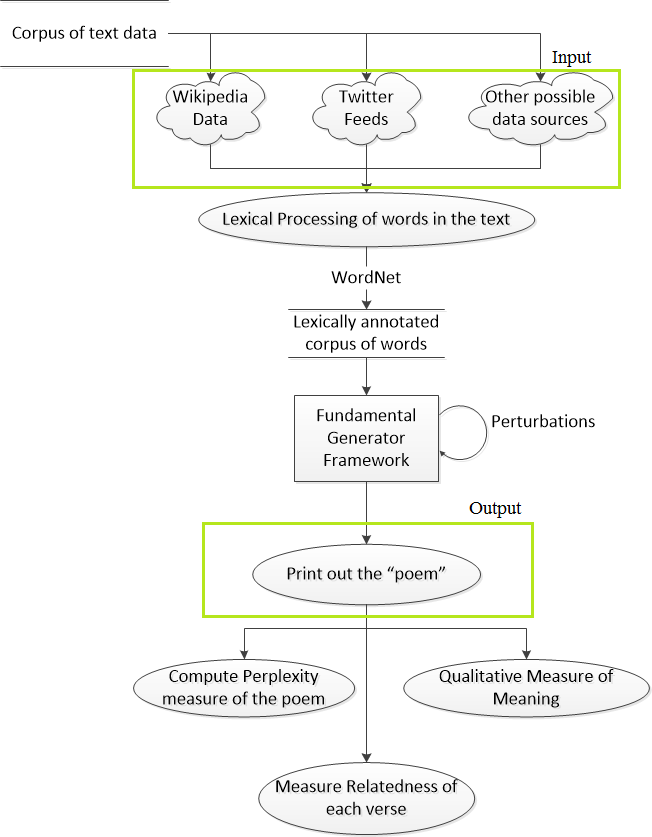 Corpus of text data
Input
Wikipedia
Data
Twitter
Feeds
Other possible
data sources
Lexical Processing of words in the text
WordNet
Lexically annotated
corpus of words
Fundamental
Generator
Framework
Perturbations
Output
Print out the “poem”
Compute Perplexity
measure of the poem
Qualitative Measure of
Meaning
Measure Relatedness of
each verse